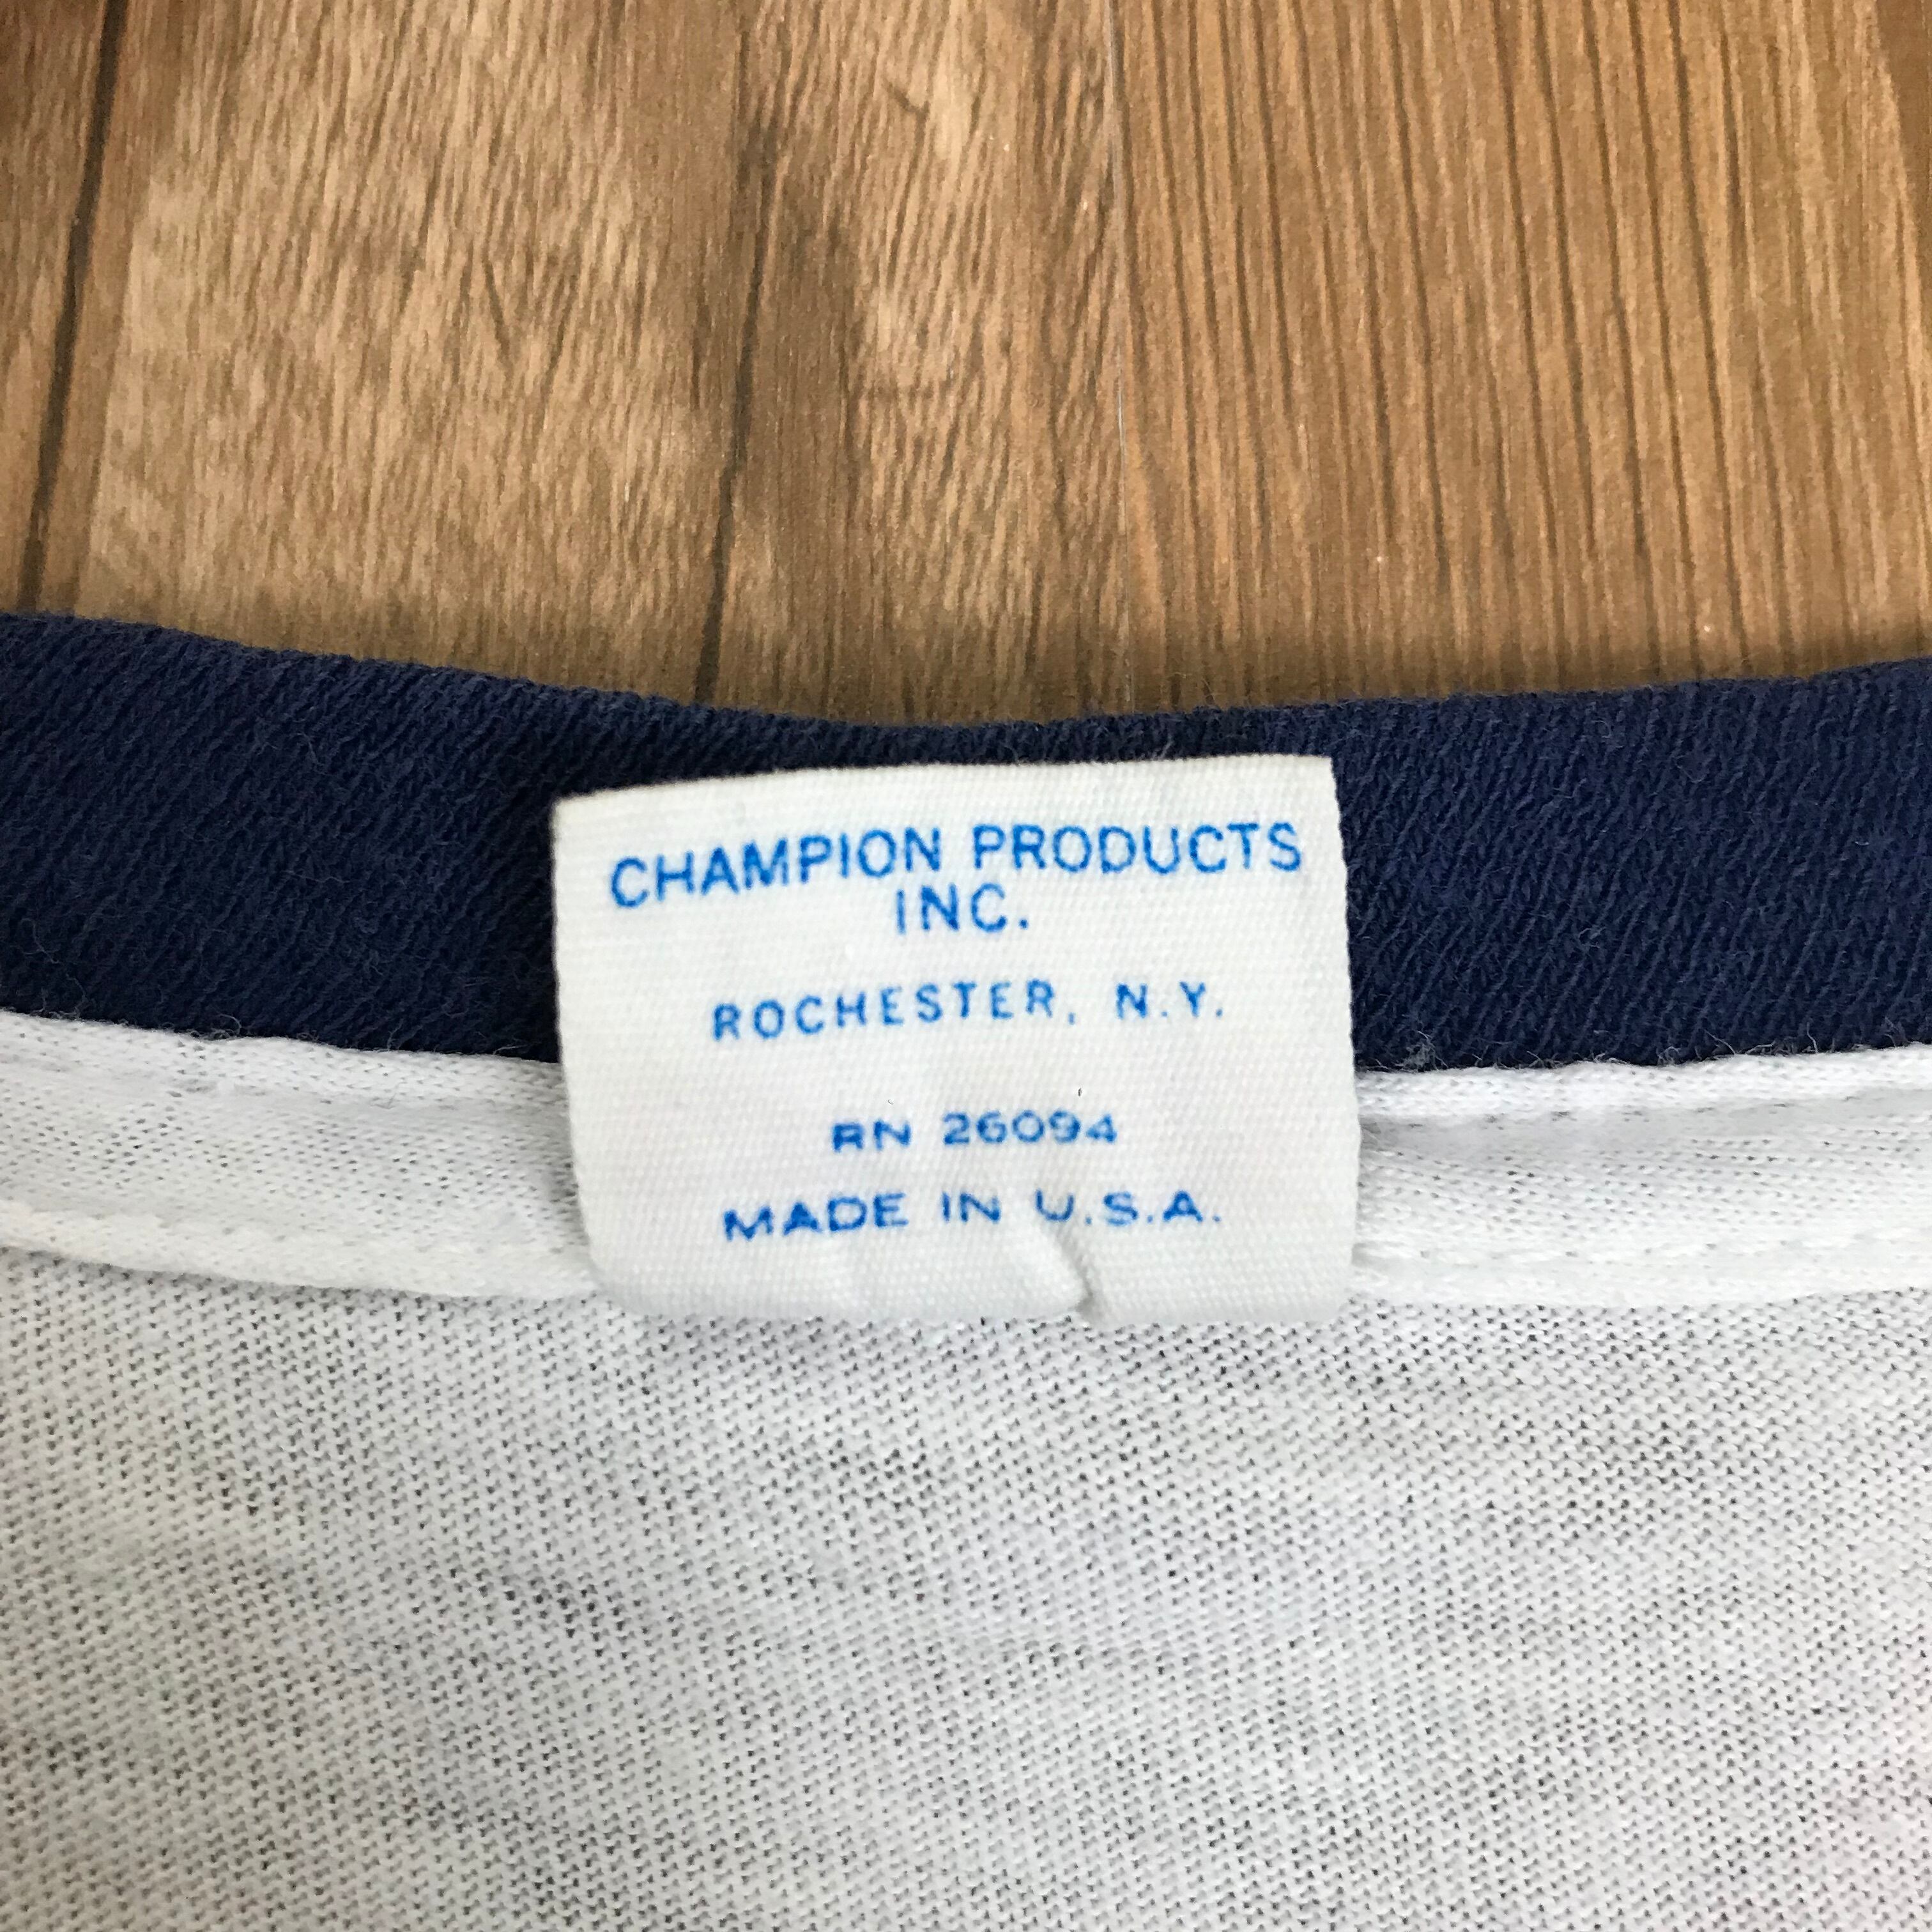 CHAMPION PRODUCTS
INC.
ROCHESTER, N.Y.
RN 26094
MADE IN U.S.A.